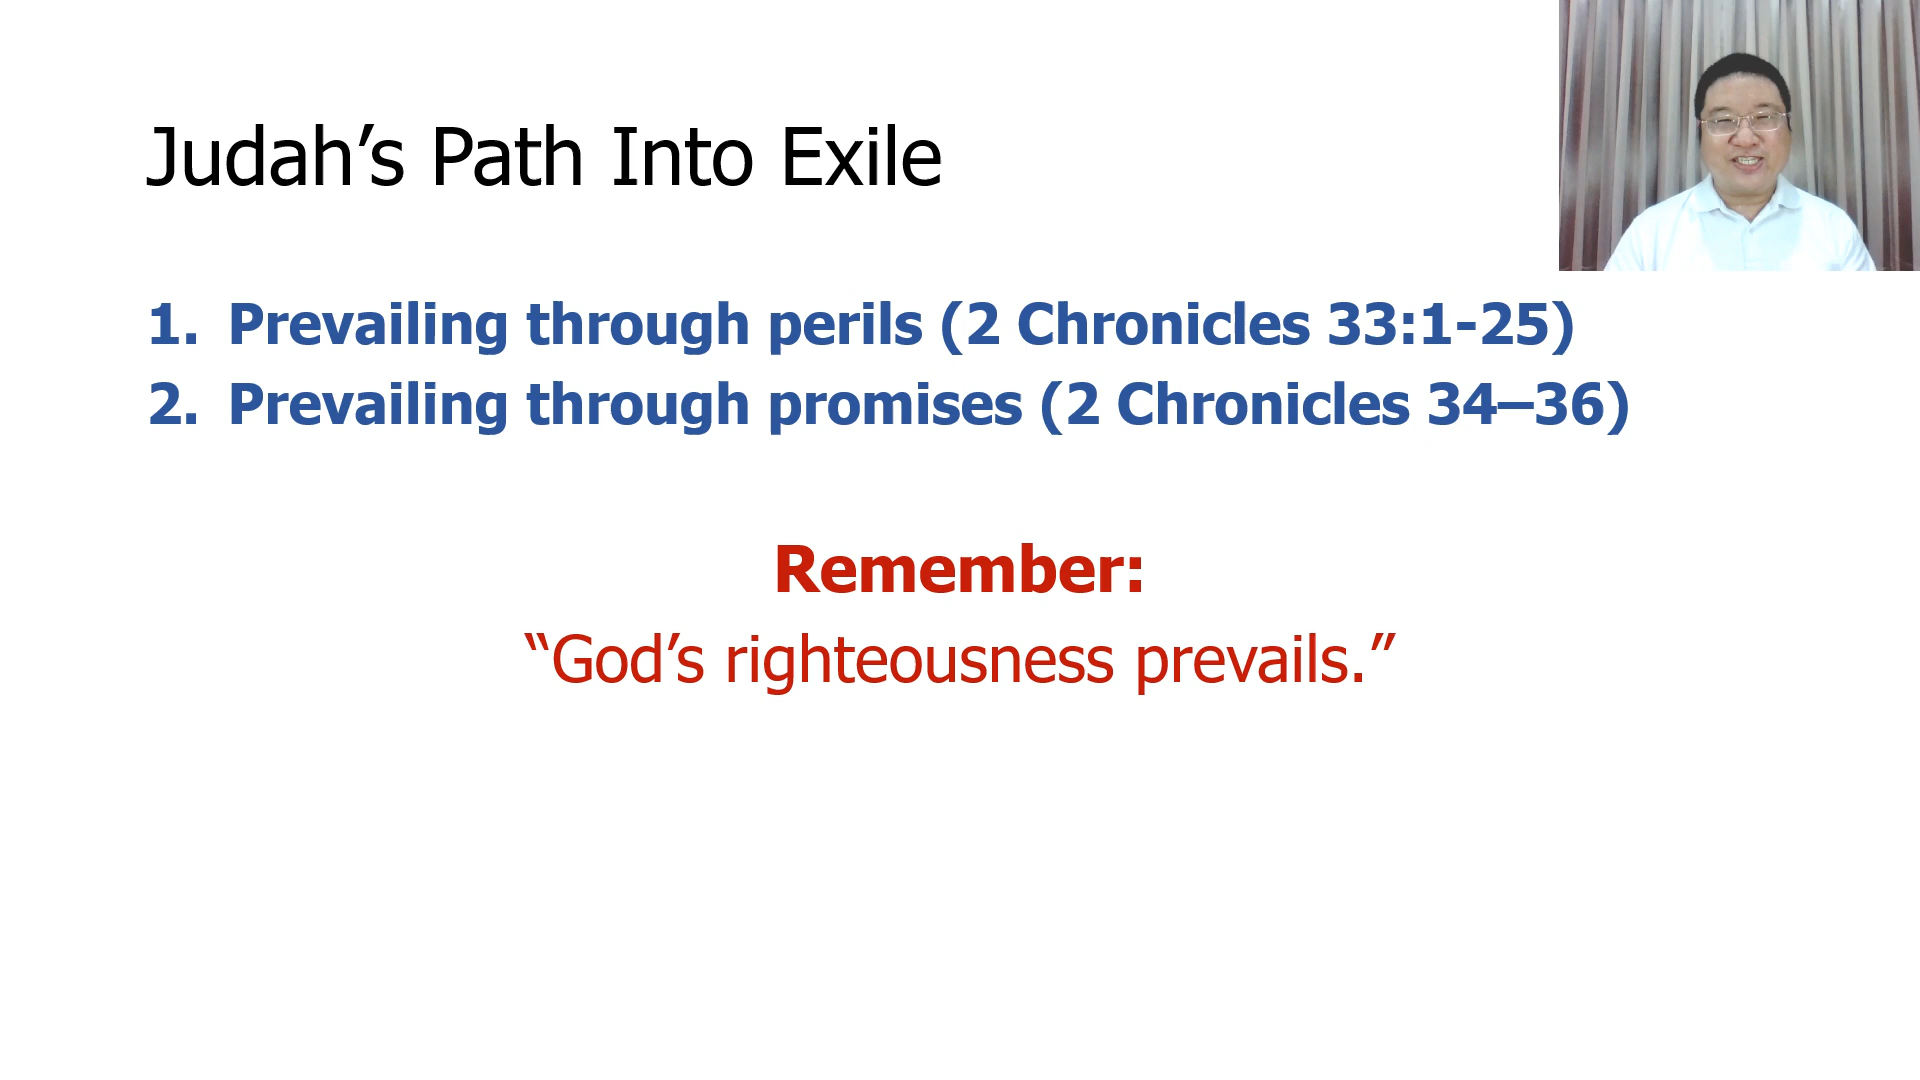 Judah’s Path Into Exile
1. Prevailing through perils (2 Chronicles 33:1-25)
2. Prevailing through promises (2 Chronicles 34–36)
Remember:
“God’s righteousness prevails.”